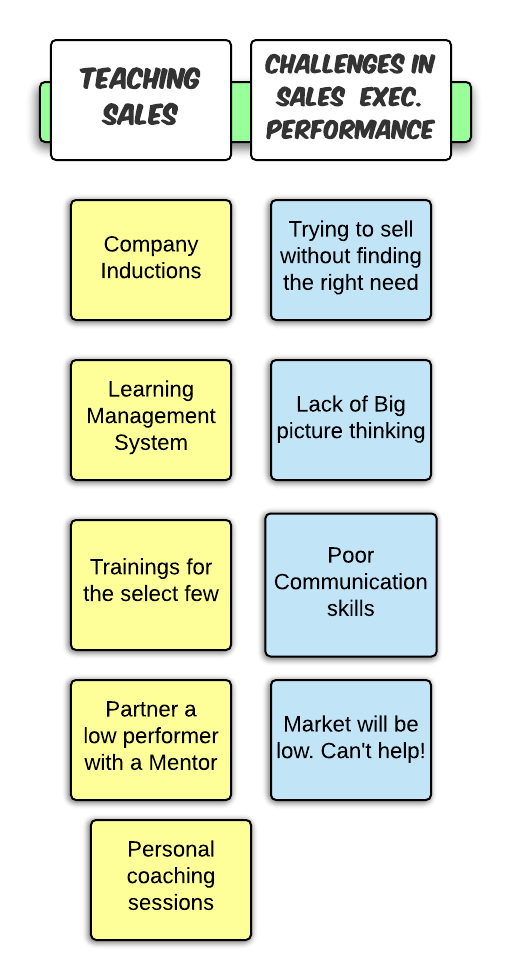 TEACHING
SALES
CHALLENGES IN
SALES EXEC.
PERFORMANCE
Company
Inductions
Trying to sell
without finding
the right need
Learning
Management
System
Lack of Big
picture thinking
Trainings for
the select few
Poor
Communication
skills
Partner a
low performer
with a Mentor
Market will be
low. Can't help!
Personal
coaching
sessions